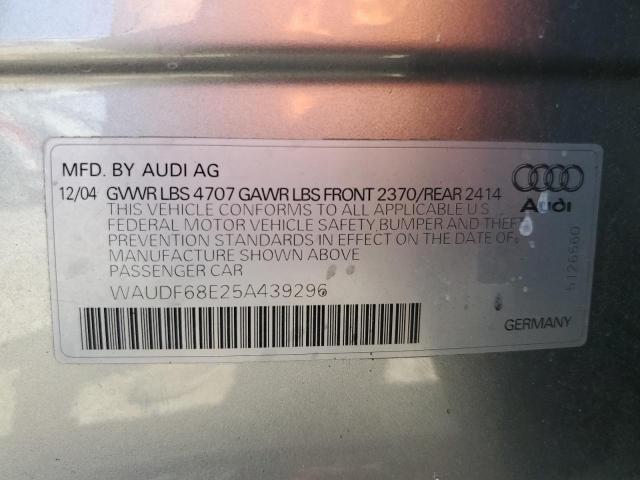 MFD. BY AUDI AG
12/04 GVWR LBS 4707 GAWR LBS FRONT 2370/REAR 2414
THIS VEHICLE CONFORMS TO ALL APPLICABLE U.S.
FEDERAL MOTOR VEHICLE SAFETY, BUMPER AND THEFT
PREVENTION STANDARDS IN EFFECT ON THE DATE OF
MANUFACTURE SHOWN ABOVE
PASSENGER CAR
WAUDF68E25A439296
Audi
5126560
GERMANY